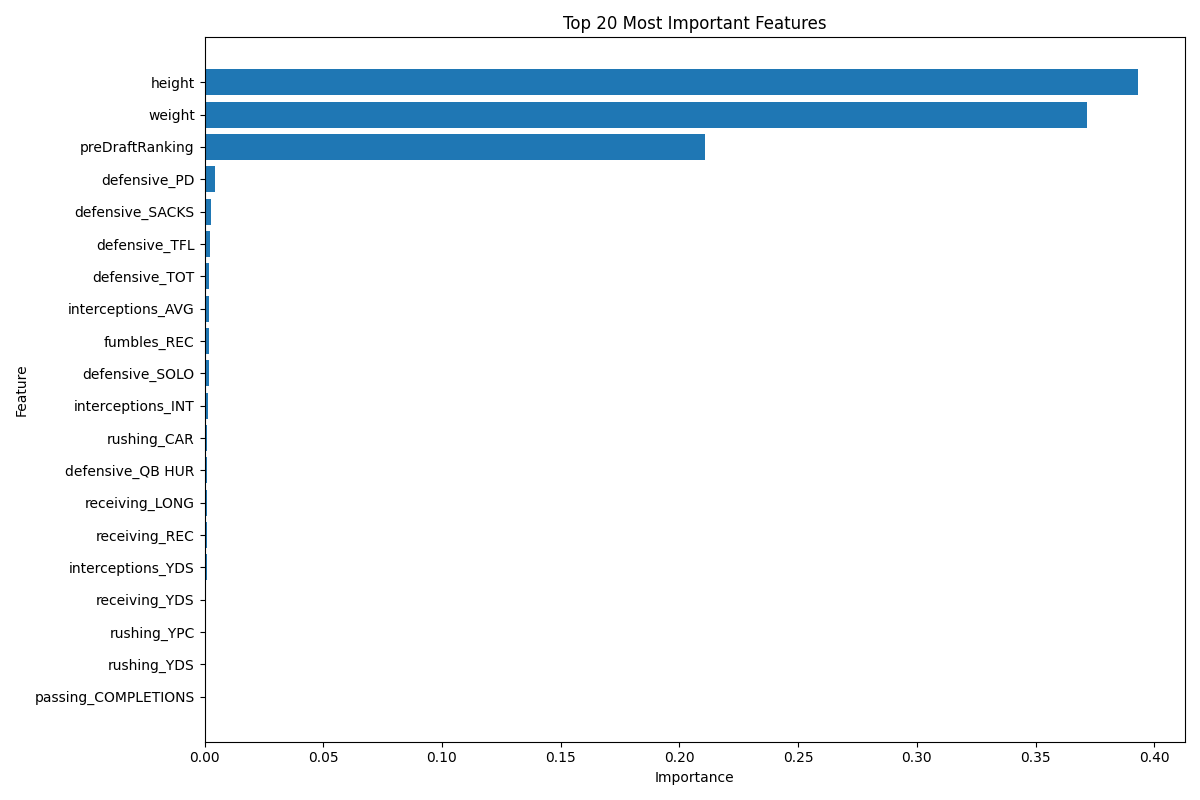 Top 20 Most Important Features
height
weight
preDraftRanking
defensive_PD
defensive_SACKS
defensive_TFL
defensive_TOT
interceptions_AVG
fumbles_REC
defensive_SOLO
interceptions_INT
rushing_CAR
defensive_QB HUR
receiving_LONG
receiving_REC
interceptions_YDS
receiving_YDS
rushing_YPC
rushing_YDS
passing_COMPLETIONS
Feature
0.00 0.05 0.10 0.15 0.20 0.25 0.30 0.35 0.40
Importance